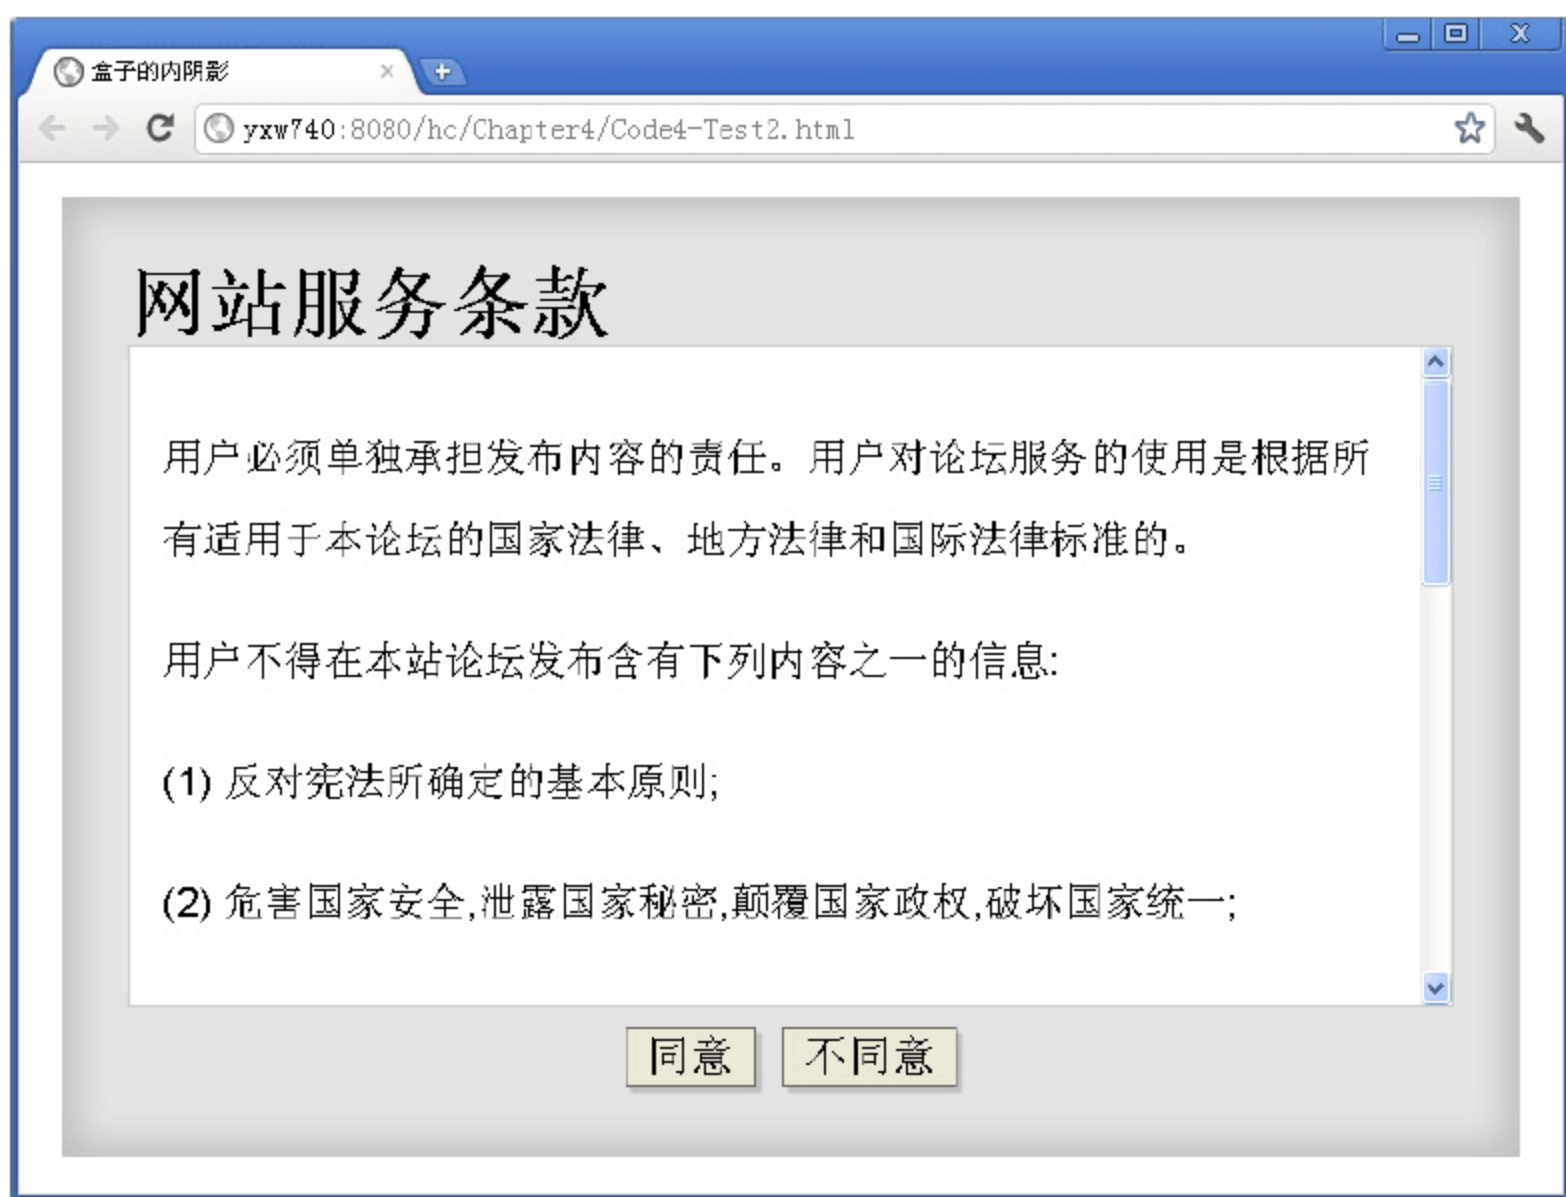 盒子的内阴影
yxw740:8080/hc/Chapter4/Code4-Test2.html
网站服务条款
用户必须单独承担发布内容的责任。用户对论坛服务的使用是根据所
有适用于本论坛的国家法律、地方法律和国际法律标准的。
用户不得在本站论坛发布含有下列内容之一的信息:
(1) 反对宪法所确定的基本原则;
(2) 危害国家安全,泄露国家秘密,颠覆国家政权,破坏国家统一;
同意 不同意